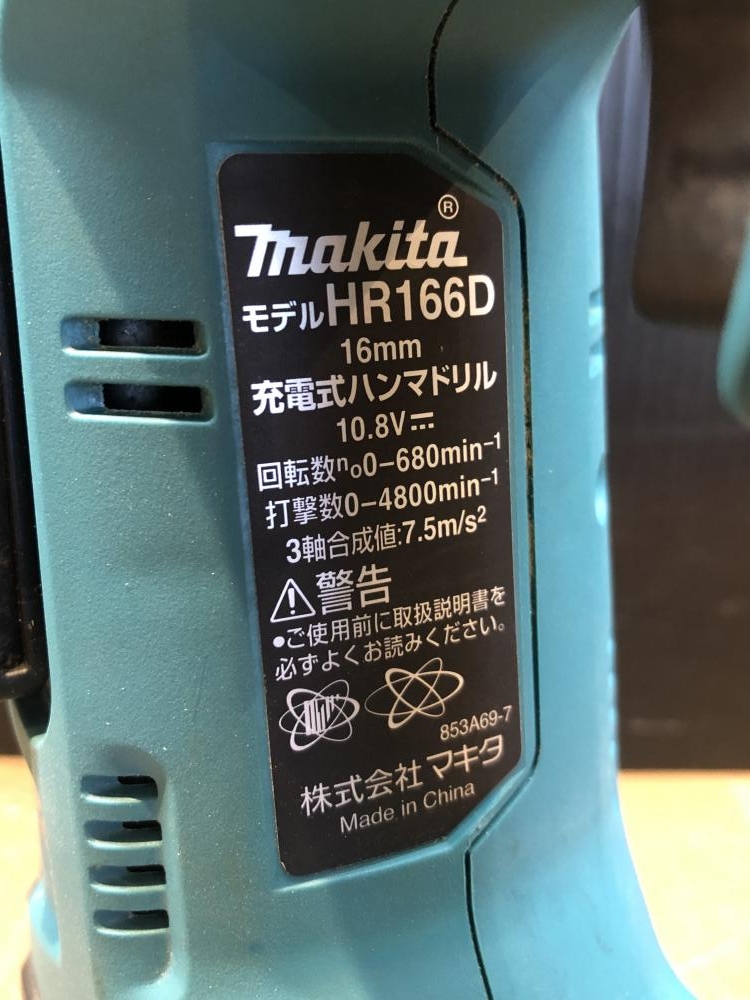 makita®
モデルHR166D
16mm
充電式ハンマドリル
10.8V⎓
回転数n₀0-680min⁻¹
打撃数0-4800min⁻¹
3軸合成値:7.5m/s²
⚠警告
•ご使用前に取扱説明書を
必ずよくお読みください。
853A69-7
株式会社 マキタ
Made in China